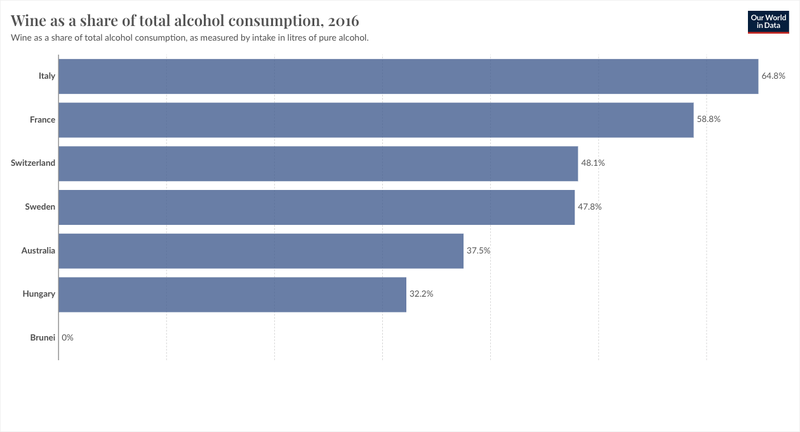 Wine as a share of total alcohol consumption, 2016
Our World
in Data
Wine as a share of total alcohol consumption, as measured by intake in litres of pure alcohol.
Italy 64.8%
France 58.8%
Switzerland 48.1%
Sweden 47.8%
Australia 37.5%
Hungary 32.2%
Brunei 0%